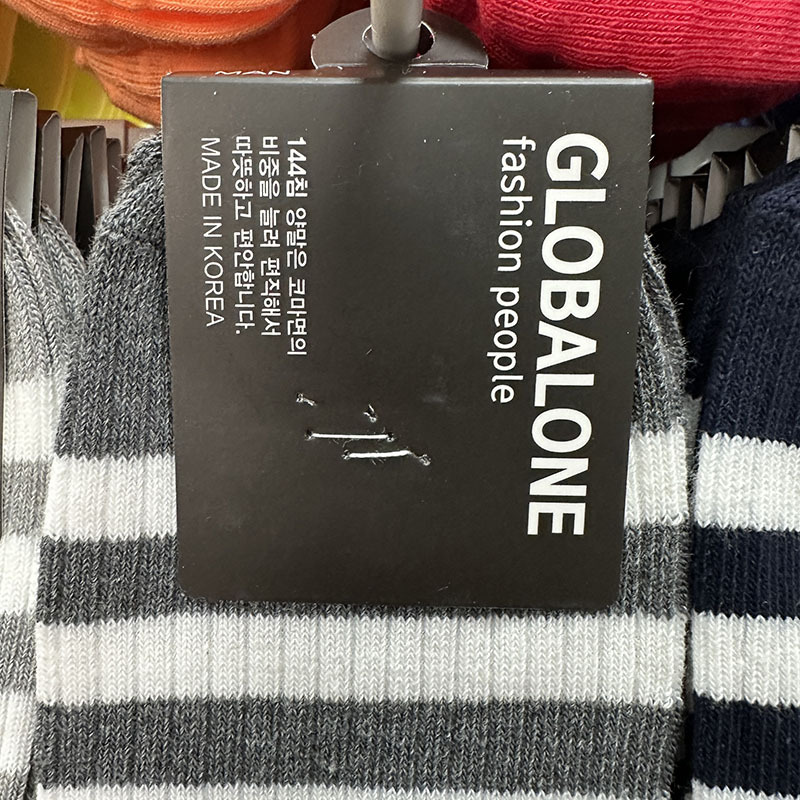 GLOBALONE
fashion people
144침 양말은 코마면의
비중을 늘려 편직해서
따뜻하고 편안합니다.
MADE IN KOREA